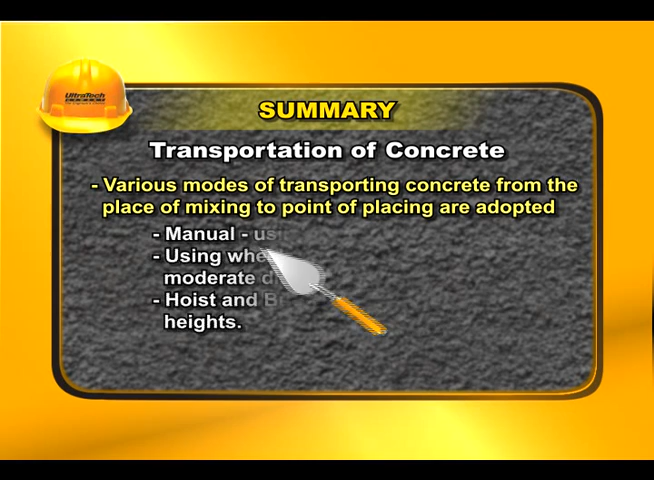 UltraTech
SUMMARY
Transportation of Concrete
- Various modes of transporting concrete from the
place of mixing to point of placing are adopted
- Manual -
- Using
moderate
- Hoist and
heights.